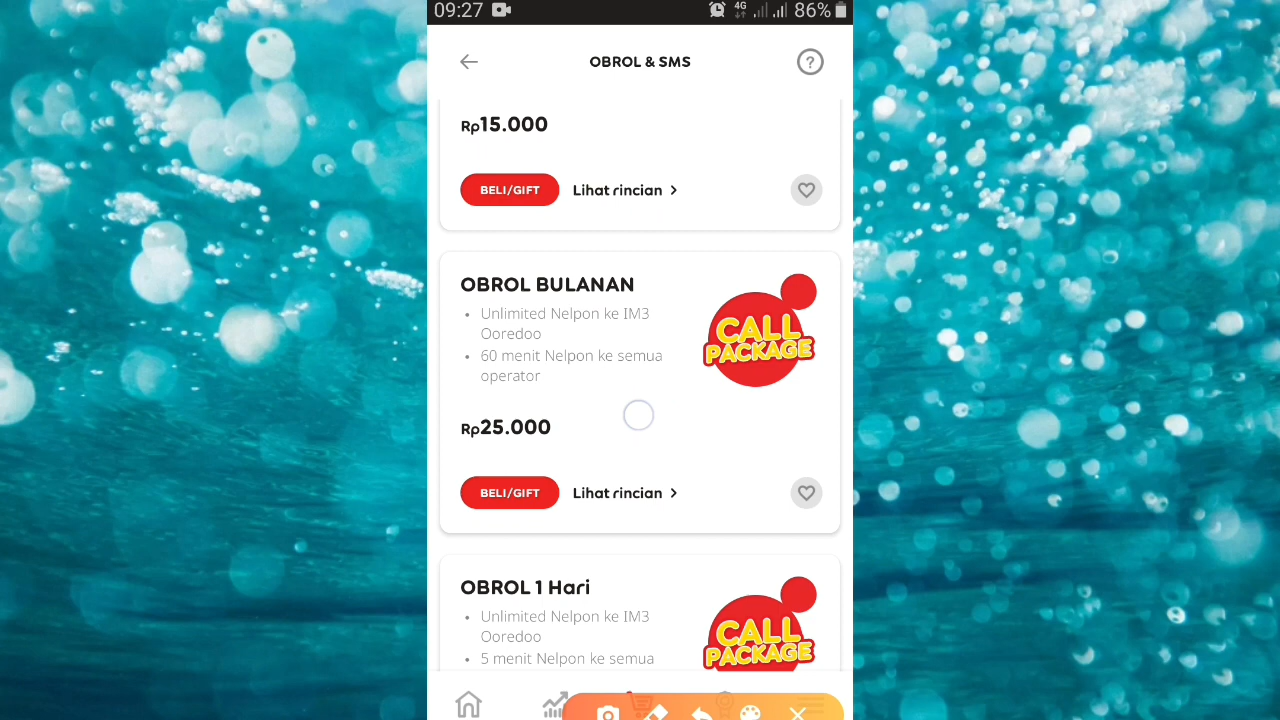 09:27
4G
86%
OBROL & SMS
?
Rp15.000
BELI/GIFT
Lihat rincian
OBROL BULANAN
• Unlimited Nelpon ke IM3
Ooredoo
• 60 menit Nelpon ke semua
operator
CALL
PACKAGE
Rp25.000
BELI/GIFT
Lihat rincian
OBROL 1 Hari
• Unlimited Nelpon ke IM3
Ooredoo
• 5 menit Nelpon ke semua
CALL
PACKAGE